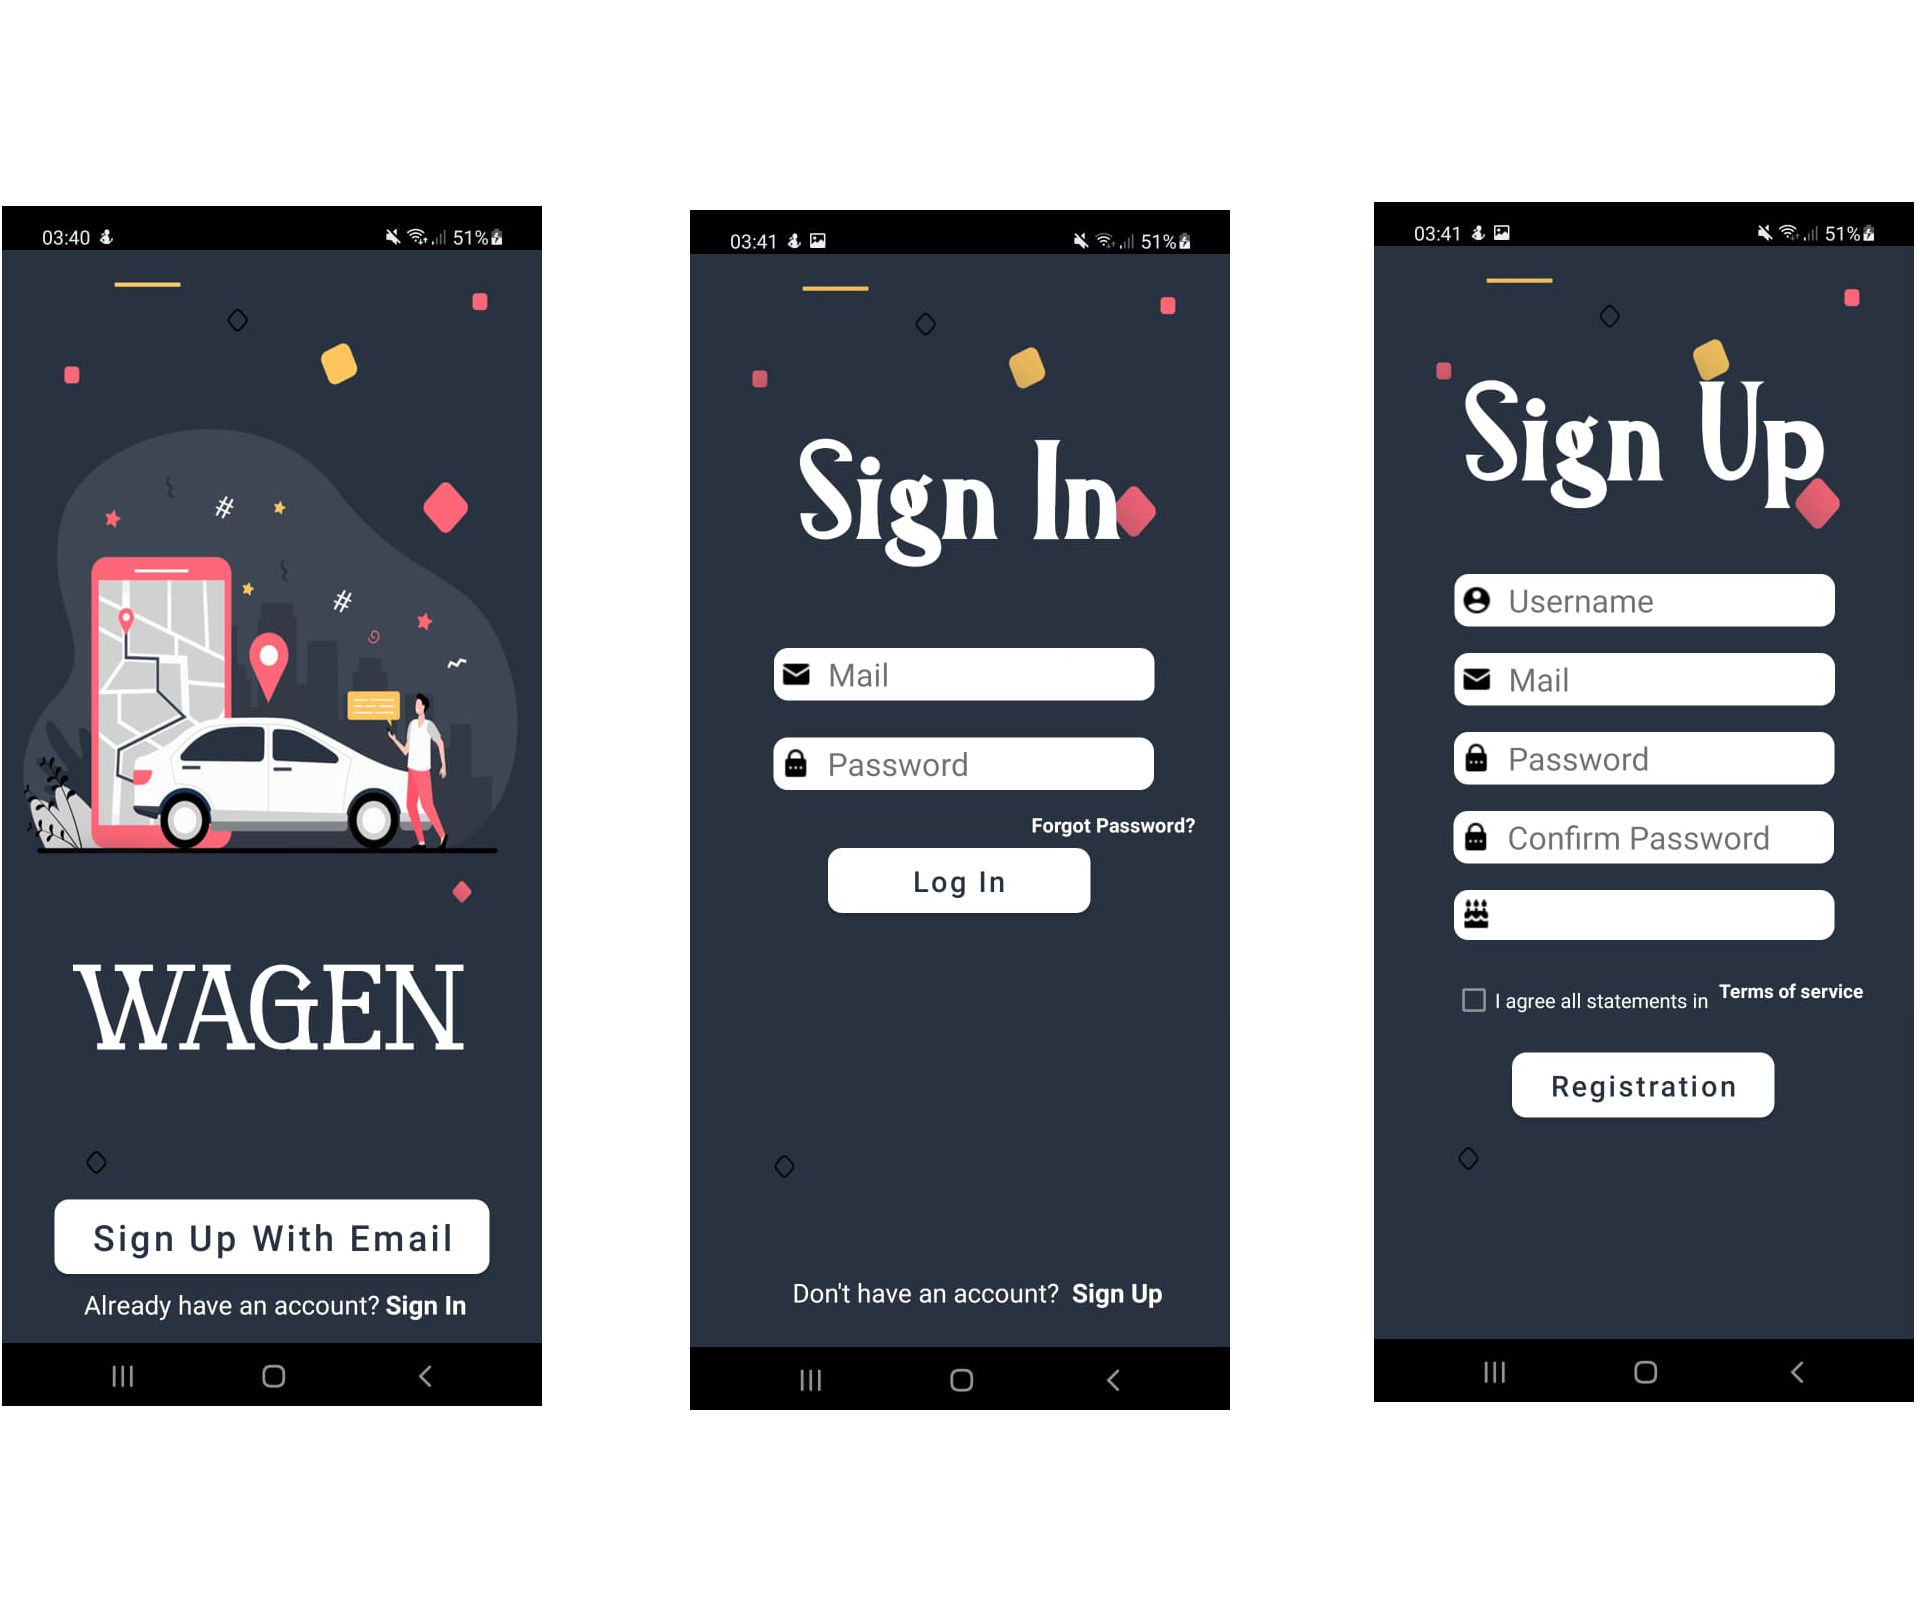 03:40
51%
#
#
WAGEN
Sign Up With Email
Already have an account? Sign In
03:41
51%
Sign In
Mail
Password
Forgot Password?
Log In
Don't have an account? Sign Up
03:41
51%
Sign Up
Username
Mail
Password
Confirm Password
I agree all statements in Terms of service
Registration